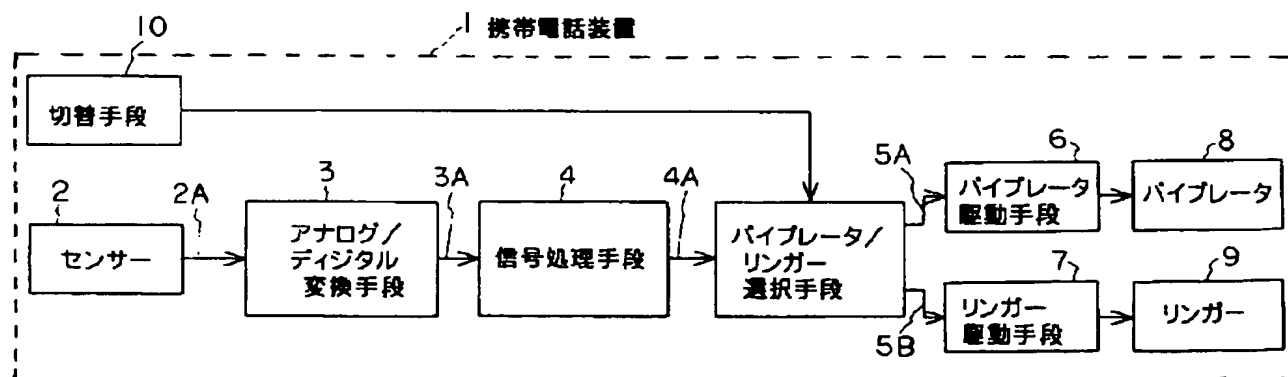 1 携帯電話装置
10
切替手段
2
センサー
2A
3
アナログ/
ディジタル
変換手段
3A
4
信号処理手段
4A
バイブレータ/
リンガー
選択手段
5A
6
バイブレータ
駆動手段
8
バイブレータ
5B
7
リンガー
駆動手段
9
リンガー